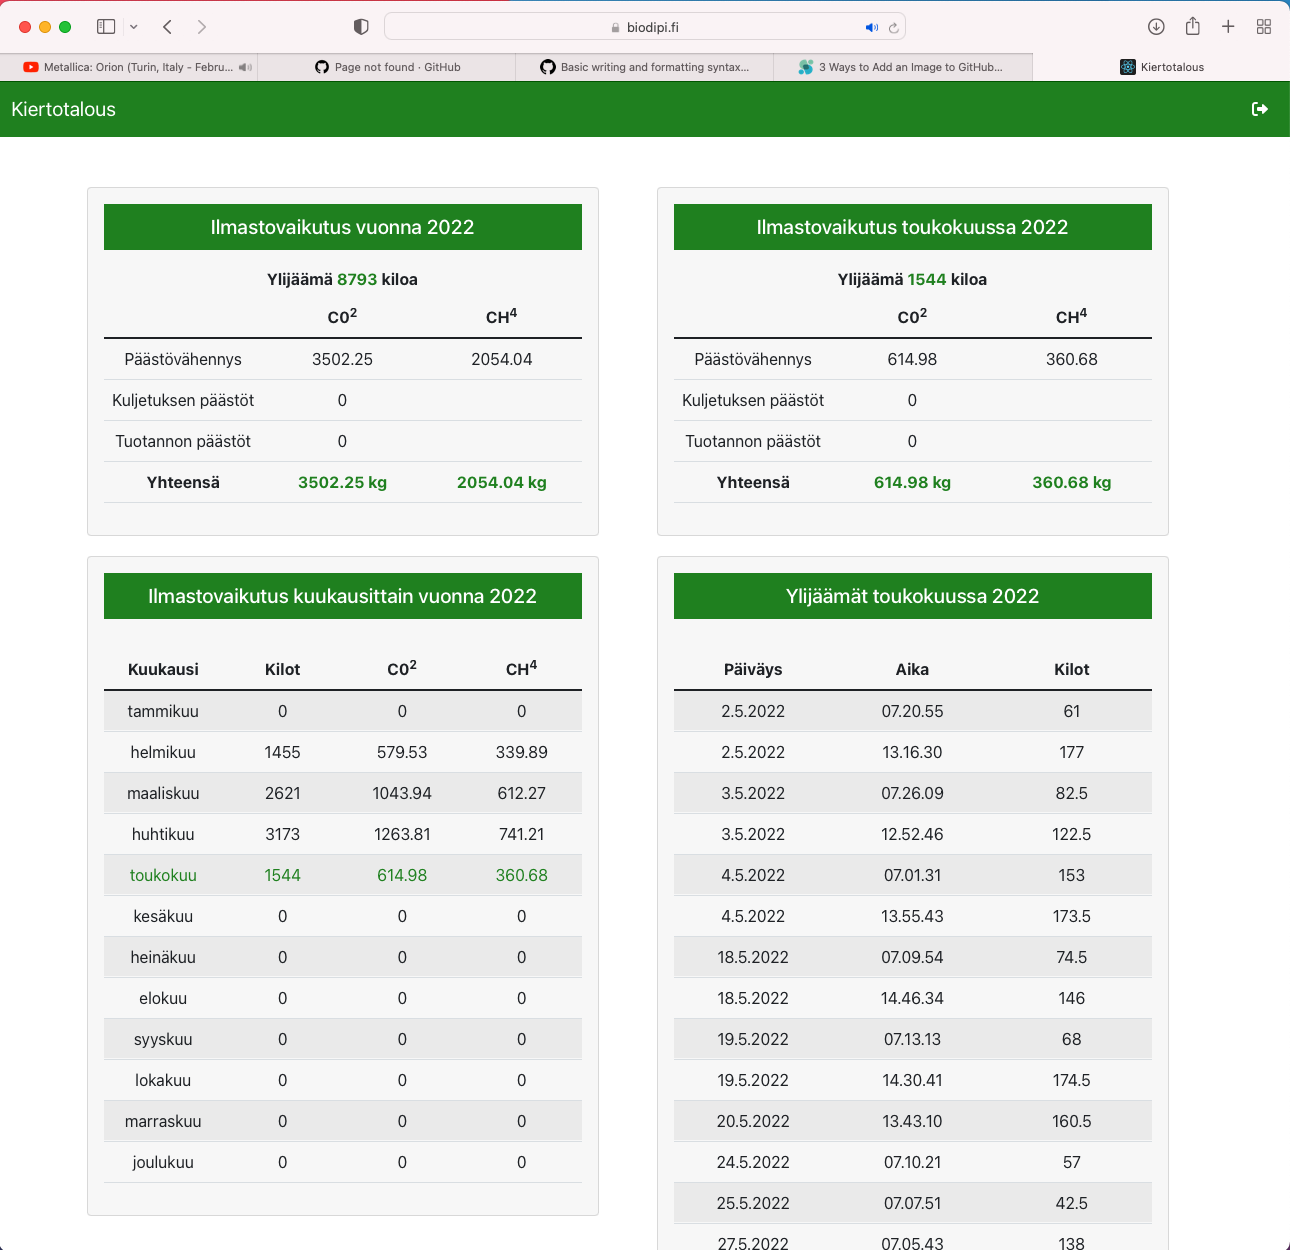 biodipi.fi
Metallica: Orion (Turin, Italy - Febru...
Page not found · GitHub
Basic writing and formatting syntax...
3 Ways to Add an Image to GitHub...
Kiertotalous
Kiertotalous
Ilmastovaikutus vuonna 2022
Ylijäämä 8793 kiloa
C0² CH⁴
Päästövähennys 3502.25 2054.04
Kuljetuksen päästöt 0
Tuotannon päästöt 0
Yhteensä 3502.25 kg 2054.04 kg
Ilmastovaikutus toukokuussa 2022
Ylijäämä 1544 kiloa
C0² CH⁴
Päästövähennys 614.98 360.68
Kuljetuksen päästöt 0
Tuotannon päästöt 0
Yhteensä 614.98 kg 360.68 kg
Ilmastovaikutus kuukausittain vuonna 2022
Kuukausi Kilot C0² CH⁴
tammikuu 0 0 0
helmikuu 1455 579.53 339.89
maaliskuu 2621 1043.94 612.27
huhtikuu 3173 1263.81 741.21
toukokuu 1544 614.98 360.68
kesäkuu 0 0 0
heinäkuu 0 0 0
elokuu 0 0 0
syyskuu 0 0 0
lokakuu 0 0 0
marraskuu 0 0 0
joulukuu 0 0 0
Ylijäämät toukokuussa 2022
Päiväys Aika Kilot
2.5.2022 07.20.55 61
2.5.2022 13.16.30 177
3.5.2022 07.26.09 82.5
3.5.2022 12.52.46 122.5
4.5.2022 07.01.31 153
4.5.2022 13.55.43 173.5
18.5.2022 07.09.54 74.5
18.5.2022 14.46.34 146
19.5.2022 07.13.13 68
19.5.2022 14.30.41 174.5
20.5.2022 13.43.10 160.5
24.5.2022 07.10.21 57
25.5.2022 07.07.51 42.5
27.5.2022 07.05.43 138